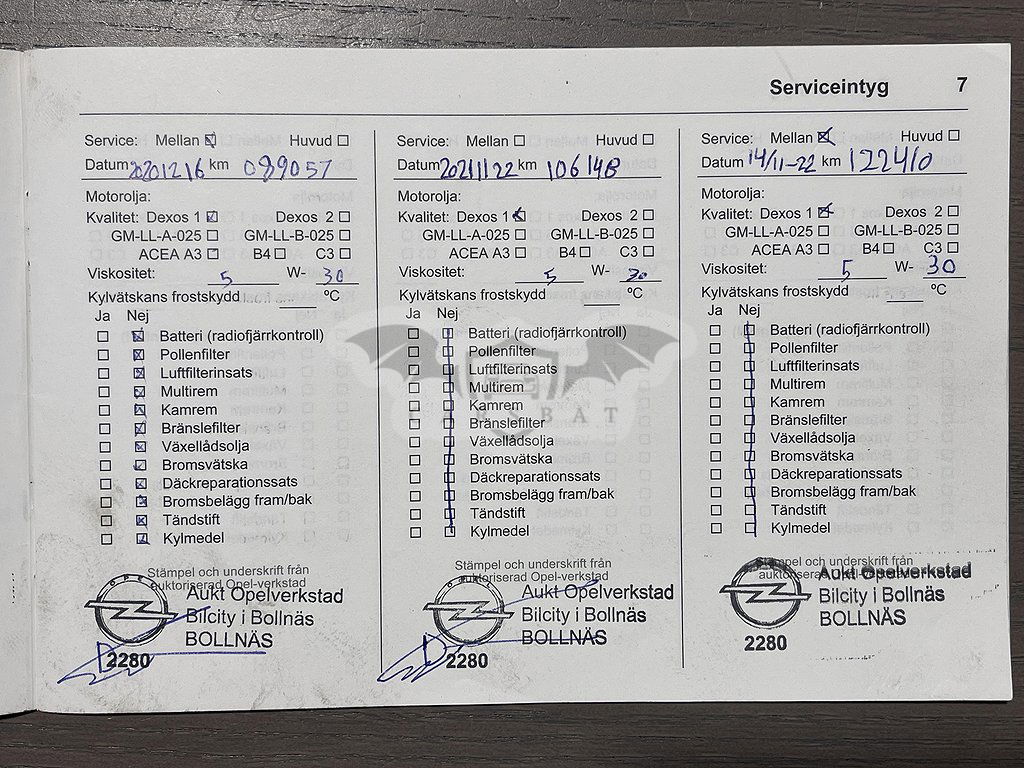 Serviceintyg 7
Service: Mellan ☒ Huvud ☐
Datum 20201216 km 089057
Motorolja:
Kvalitet: Dexos 1 ☒ Dexos 2 ☐
GM-LL-A-025 ☐ GM-LL-B-025 ☐
ACEA A3 ☐ B4 ☐ C3 ☐
Viskositet: 5 W- 30
Kylvätskans frostskydd ºC
Ja Nej
☐ ☒ Batteri (radiofjärrkontroll)
☐ ☒ Pollenfilter
☐ ☒ Luftfilterinsats
☐ ☒ Multirem
☐ ☒ Kamrem
☐ ☒ Bränslefilter
☐ ☒ Växellådsolja
☐ ☒ Bromsvätska
☐ ☒ Däckreparationssats
☐ ☒ Bromsbelägg fram/bak
☐ ☒ Tändstift
☐ ☒ Kylmedel
Stämpel och underskrift från
auktoriserad Opel-verkstad
OPEL
Aukt Opelverkstad
Bilcity i Bollnäs
BOLLNÄS
2280
Service: Mellan ☐ Huvud ☐
Datum 20211122 km 106148
Motorolja:
Kvalitet: Dexos 1 ☒ Dexos 2 ☐
GM-LL-A-025 ☐ GM-LL-B-025 ☐
ACEA A3 ☐ B4 ☐ C3 ☐
Viskositet: 5 W- 30
Kylvätskans frostskydd ºC
Ja Nej
☐ ☐ Batteri (radiofjärrkontroll)
☐ ☐ Pollenfilter
☐ ☐ Luftfilterinsats
☐ ☐ Multirem
☐ ☐ Kamrem
☐ ☐ Bränslefilter
☐ ☐ Växellådsolja
☐ ☐ Bromsvätska
☐ ☐ Däckreparationssats
☐ ☐ Bromsbelägg fram/bak
☐ ☐ Tändstift
☐ ☐ Kylmedel
Stämpel och underskrift från
auktoriserad Opel-verkstad
Aukt Opelverkstad
Bilcity i Bollnäs
BOLLNÄS
2280
Service: Mellan ☒ Huvud ☐
Datum 14/11-22 km 122410
Motorolja:
Kvalitet: Dexos 1 ☒ Dexos 2 ☐
GM-LL-A-025 ☐ GM-LL-B-025 ☐
ACEA A3 ☐ B4 ☐ C3 ☐
Viskositet: 5 W- 30
Kylvätskans frostskydd ºC
Ja Nej
☐ ☐ Batteri (radiofjärrkontroll)
☐ ☐ Pollenfilter
☐ ☐ Luftfilterinsats
☐ ☐ Multirem
☐ ☐ Kamrem
☐ ☐ Bränslefilter
☐ ☐ Växellådsolja
☐ ☐ Bromsvätska
☐ ☐ Däckreparationssats
☐ ☐ Bromsbelägg fram/bak
☐ ☐ Tändstift
☐ ☐ Kylmedel
Stämpel och underskrift från
Aukt Opelverkstad
Bilcity i Bollnäs
BOLLNÄS
2280